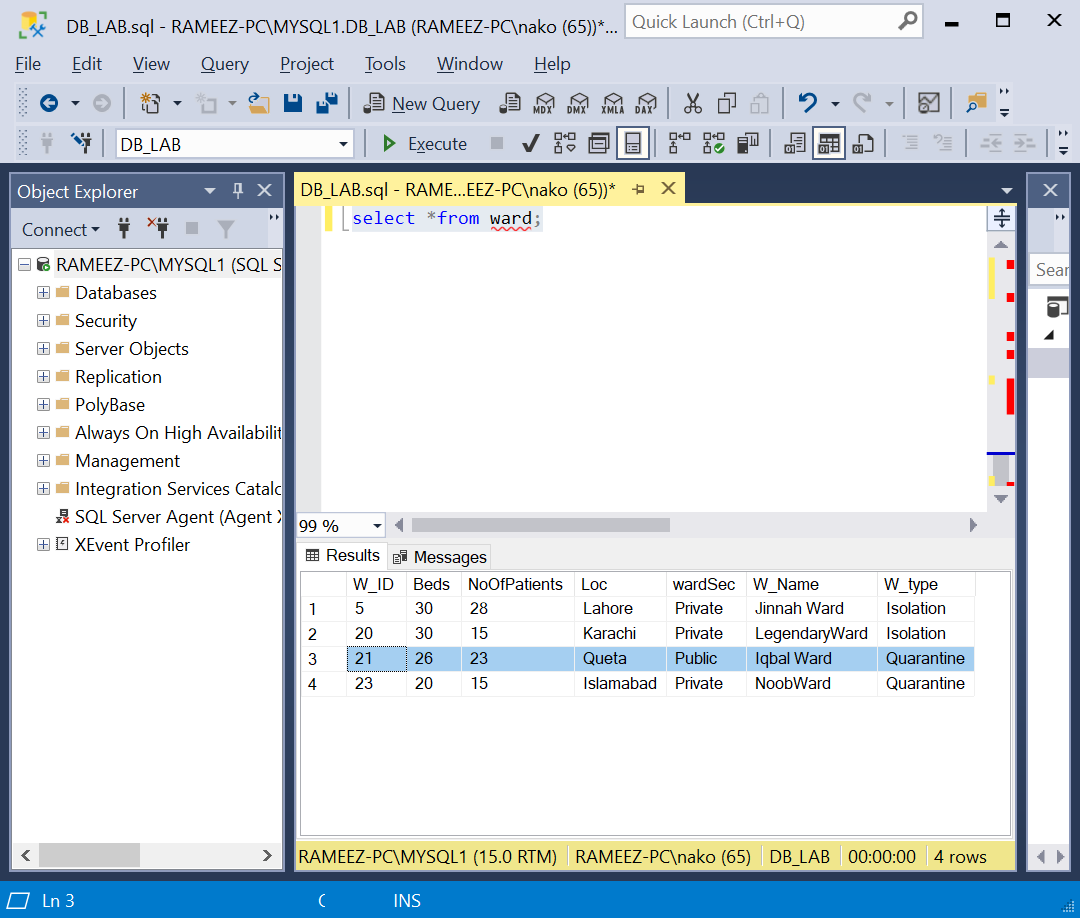 DB_LAB.sql - RAMEEZ-PC\MYSQL1.DB_LAB (RAMEEZ-PC\nako (65))*...
Quick Launch (Ctrl+Q)
File Edit View Query Project Tools Window Help
New Query MDX DMX XMLA DAX
DB_LAB Execute
Object Explorer
Connect
RAMEEZ-PC\MYSQL1 (SQL S
Databases
Security
Server Objects
Replication
PolyBase
Always On High Availabilit
Management
Integration Services Catalo
SQL Server Agent (Agent X
XEvent Profiler
DB_LAB.sql - RAME...EEZ-PC\nako (65))*
select *from ward;
99 %
Results Messages
W_ID Beds NoOfPatients Loc wardSec W_Name W_type
1 5 30 28 Lahore Private Jinnah Ward Isolation
2 20 30 15 Karachi Private LegendaryWard Isolation
3 21 26 23 Queta Public Iqbal Ward Quarantine
4 23 20 15 Islamabad Private NoobWard Quarantine
RAMEEZ-PC\MYSQL1 (15.0 RTM) RAMEEZ-PC\nako (65) DB_LAB 00:00:00 4 rows
Sear
Ln 3 INS